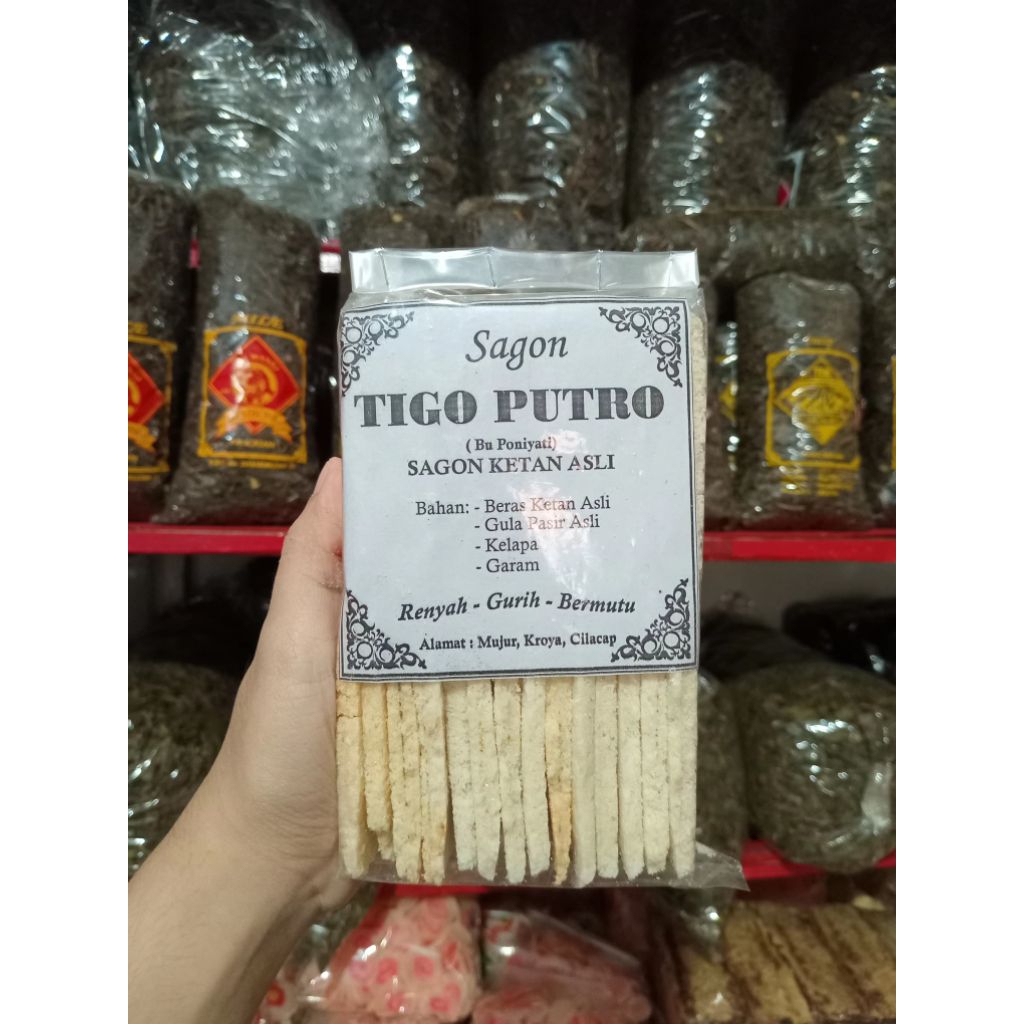 Sagon
TIGO PUTRO
( Bu Poniyati)
SAGON KETAN ASLI
Bahan: - Beras Ketan Asli
- Gula Pasir Asli
- Kelapa
- Garam
Renyah - Gurih - Bermutu
Alamat : Mujur, Kroya, Cilacap